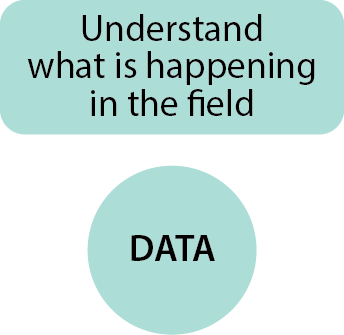 Understand
what is happening
in the field
DATA